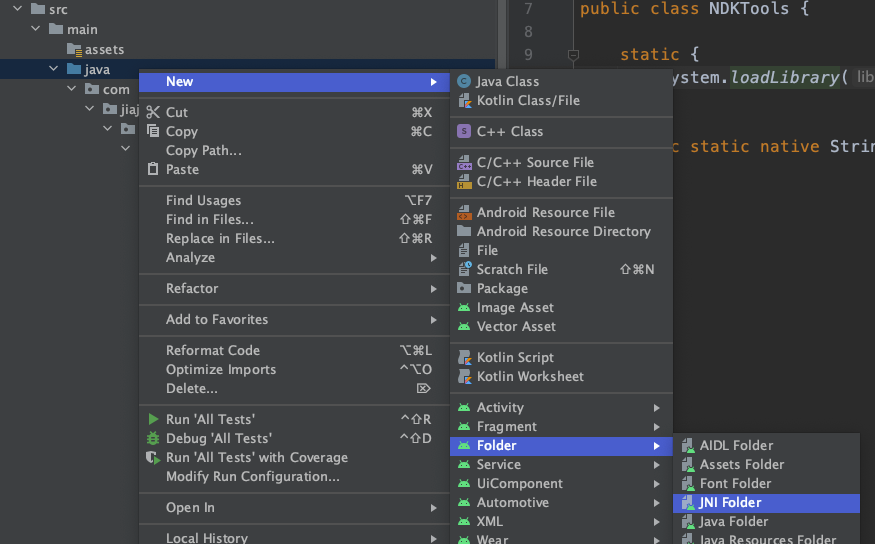 src
main
assets
java
com
jiaj
7 public class NDKTools {
8
9 static {
ystem.loadLibrary( lib
c static native Strin
New
Cut ⌘X
Copy ⌘C
Copy Path...
Paste ⌘V
Find Usages ⌥F7
Find in Files... ⇧⌘F
Replace in Files... ⇧⌘R
Analyze
Refactor
Add to Favorites
Reformat Code ⌥⌘L
Optimize Imports ^⌥O
Delete... ⌦
Run 'All Tests' ^⇧R
Debug 'All Tests' ^⇧D
Run 'All Tests' with Coverage
Modify Run Configuration...
Open In
Local History
Java Class
Kotlin Class/File
C++ Class
C/C++ Source File
C/C++ Header File
Android Resource File
Android Resource Directory
File
Scratch File ⇧⌘N
Package
Image Asset
Vector Asset
Kotlin Script
Kotlin Worksheet
Activity
Fragment
Folder
Service
UiComponent
Automotive
XML
Wear
AIDL Folder
Assets Folder
Font Folder
JNI Folder
Java Folder
Java Resources Folder